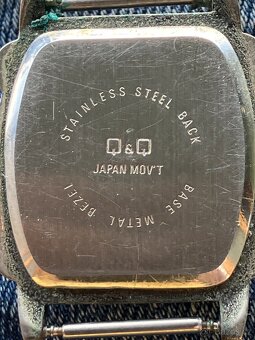 STAINLESS STEEL BACK
Q&Q
JAPAN MOV'T
BASE METAL BEZEL